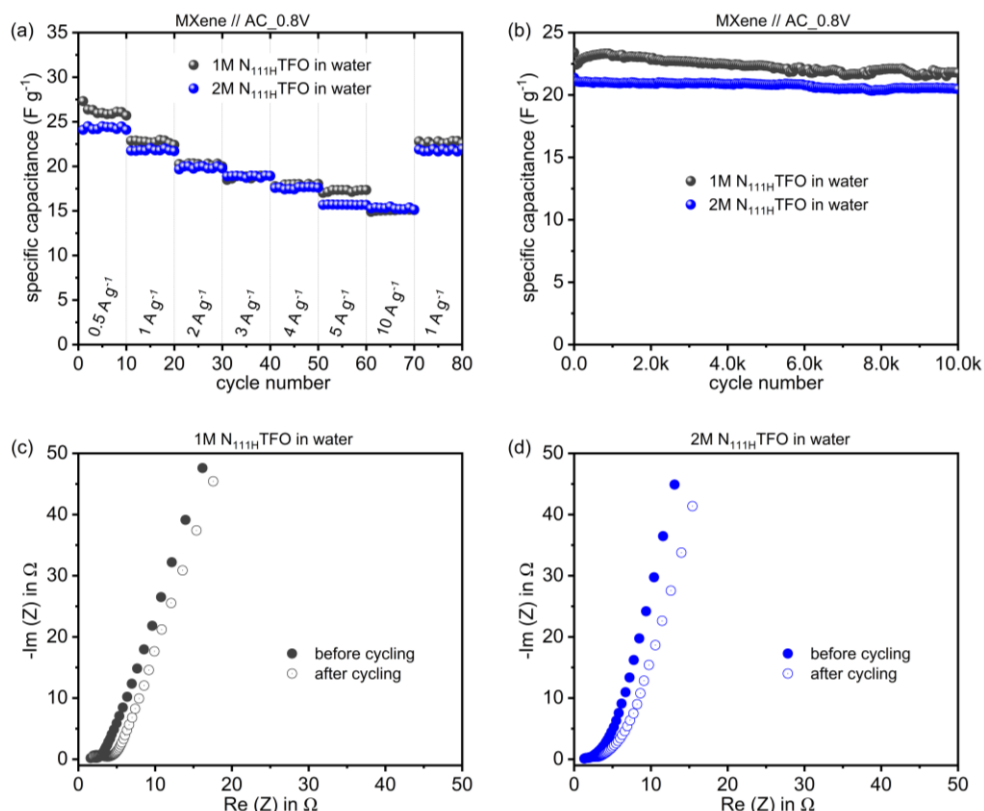 (a)
MXene // AC_0.8V
specific capacitance (F g⁻¹)
35
30
25
20
15
10
5
0
1M N₁₁₁HTFO in water
2M N₁₁₁HTFO in water
0.5 A g⁻¹
1 A g⁻¹
2 A g⁻¹
3 A g⁻¹
4 A g⁻¹
5 A g⁻¹
10 A g⁻¹
1 A g⁻¹
0 10 20 30 40 50 60 70 80
cycle number
(b)
MXene // AC_0.8V
specific capacitance (F g⁻¹)
25
20
15
10
5
0
1M N₁₁₁HTFO in water
2M N₁₁₁HTFO in water
0.0 2.0k 4.0k 6.0k 8.0k 10.0k
cycle number
(c)
1M N₁₁₁HTFO in water
-Im (Z) in Ω
50
40
30
20
10
0
before cycling
after cycling
0 10 20 30 40 50
Re (Z) in Ω
(d)
2M N₁₁₁HTFO in water
-Im (Z) in Ω
50
40
30
20
10
0
before cycling
after cycling
0 10 20 30 40 50
Re (Z) in Ω